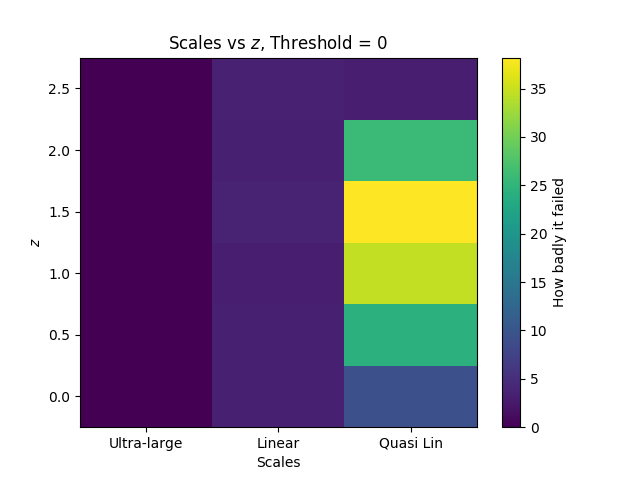 Scales vs z, Threshold = 0
2.5
2.0
1.5
1.0
0.5
0.0
z
Ultra-large
Linear
Quasi Lin
Scales
35
30
25
20
15
10
5
0
How badly it failed